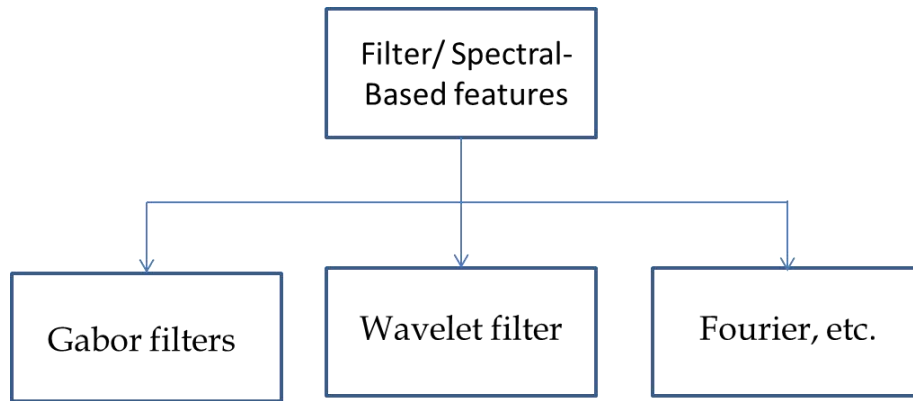 Filter/ Spectral-
Based features
Gabor filters
Wavelet filter
Fourier, etc.